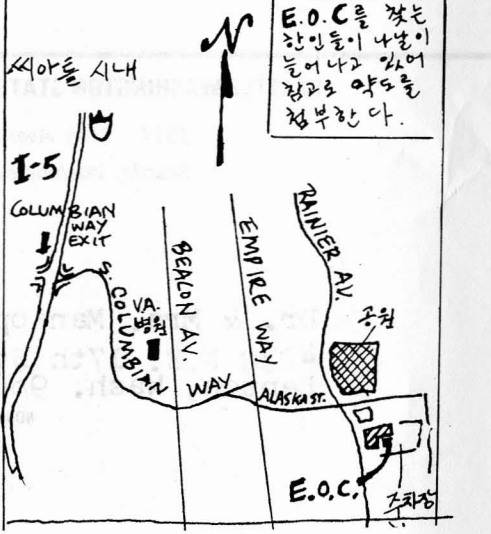 E.O.C를 찾는
한인들이 나날이
늘어나고 있어
참고로 약도를
첨부한다.
N
씨아틀 시내
I-5
COLUMBIAN
WAY
EXIT
S. COLUMBIAN
WAY
VA.
병원
BEACON AV.
EMPIRE WAY
RAINIER AV.
공원
ALASKA ST.
E.O.C.
주차장